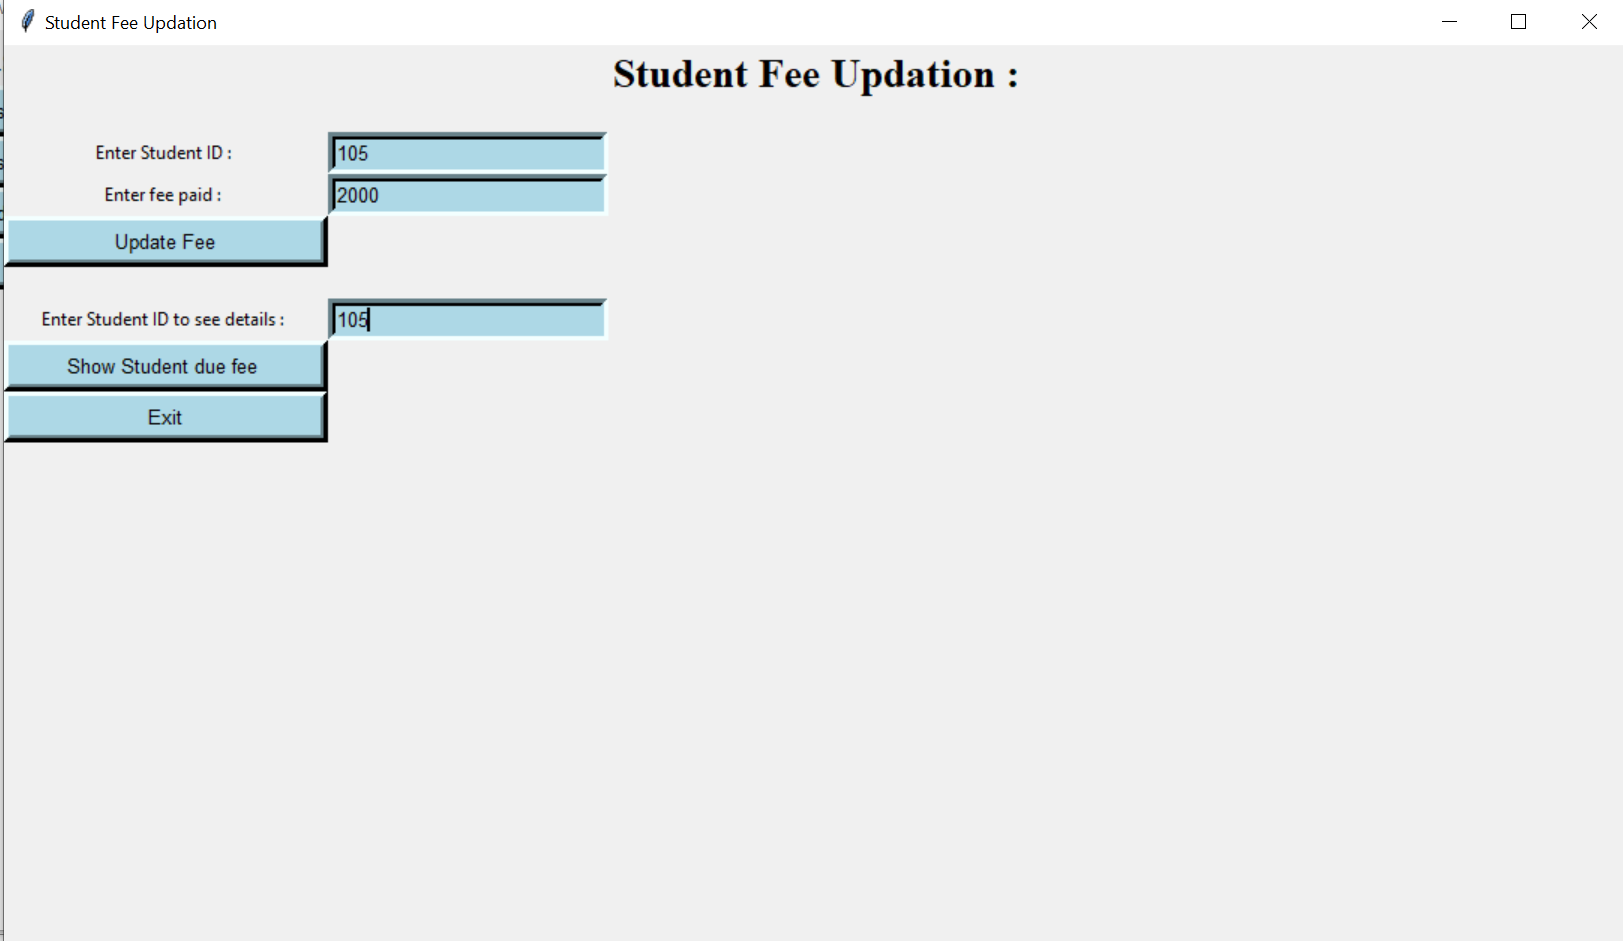 Student Fee Updation
Student Fee Updation :
Enter Student ID : 105
Enter fee paid : 2000
Update Fee
Enter Student ID to see details : 105
Show Student due fee
Exit